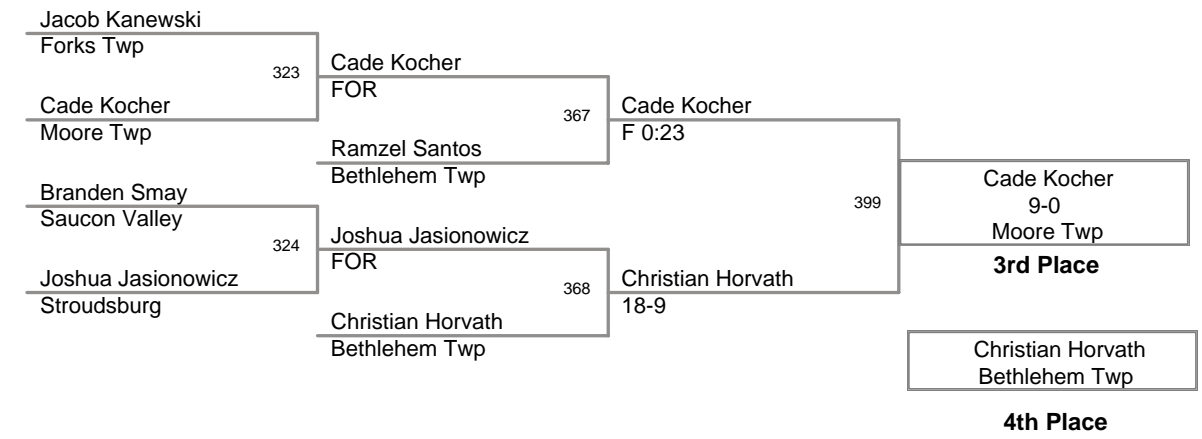 Jacob Kanewski
Forks Twp
323
Cade Kocher
Moore Twp
Cade Kocher
FOR
367
Ramzel Santos
Bethlehem Twp
Cade Kocher
F 0:23
Branden Smay
Saucon Valley
324
Joshua Jasionowicz
Stroudsburg
Joshua Jasionowicz
FOR
368
Christian Horvath
Bethlehem Twp
Christian Horvath
18-9
399
Cade Kocher
9-0
Moore Twp
3rd Place
Christian Horvath
Bethlehem Twp
4th Place